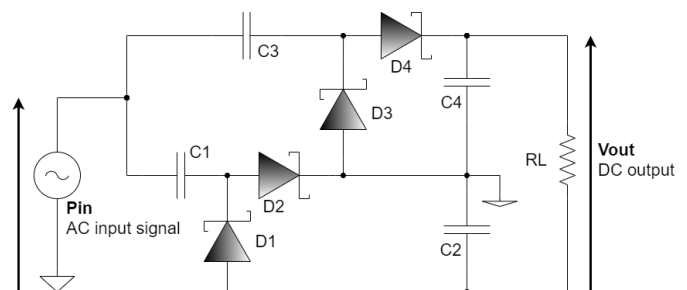 C3
D4
D3
C4
C1
RL
Vout
DC output
D2
Pin
AC input signal
D1
C2